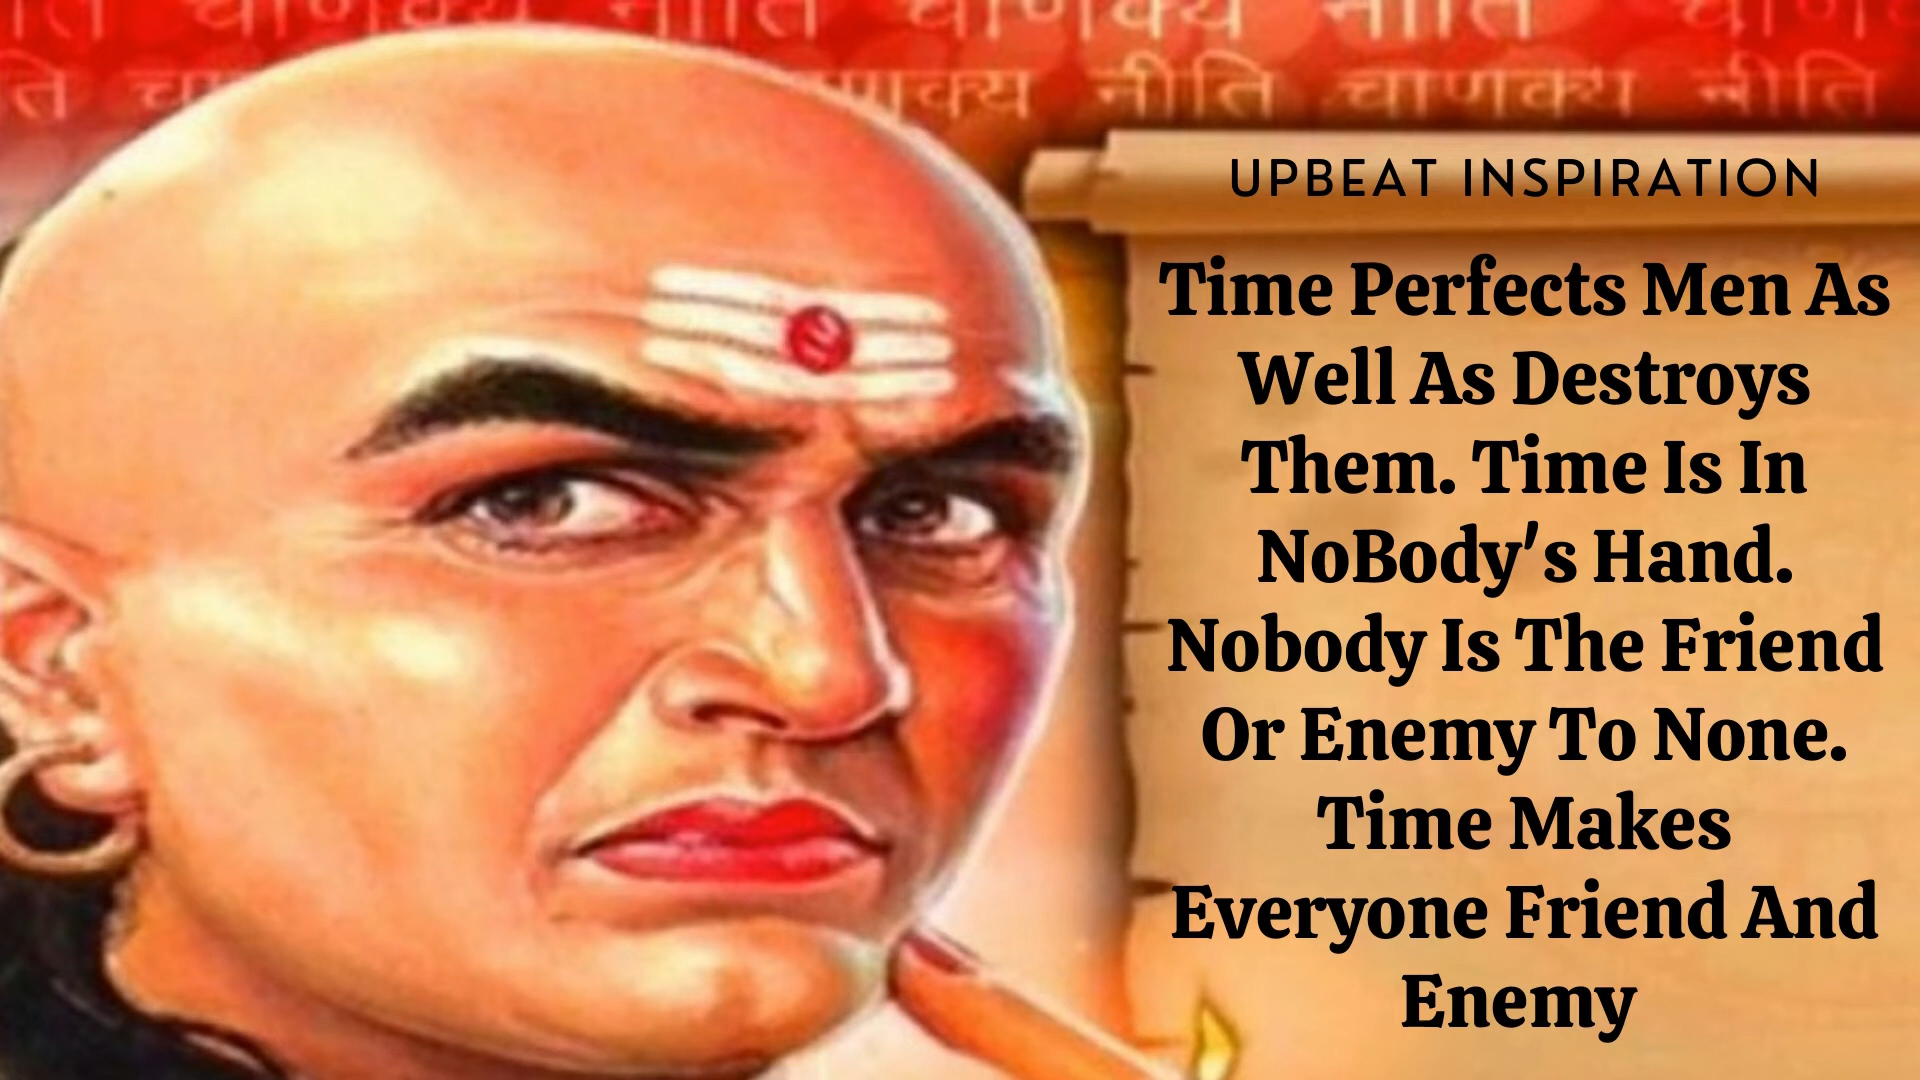 नीति चाणक्य नीति चाणक्य नीति
चाणक्य नीति चाणक्य नीति
UPBEAT INSPIRATION
Time Perfects Men As
Well As Destroys
Them. Time Is In
NoBody's Hand.
Nobody Is The Friend
Or Enemy To None.
Time Makes
Everyone Friend And
Enemy